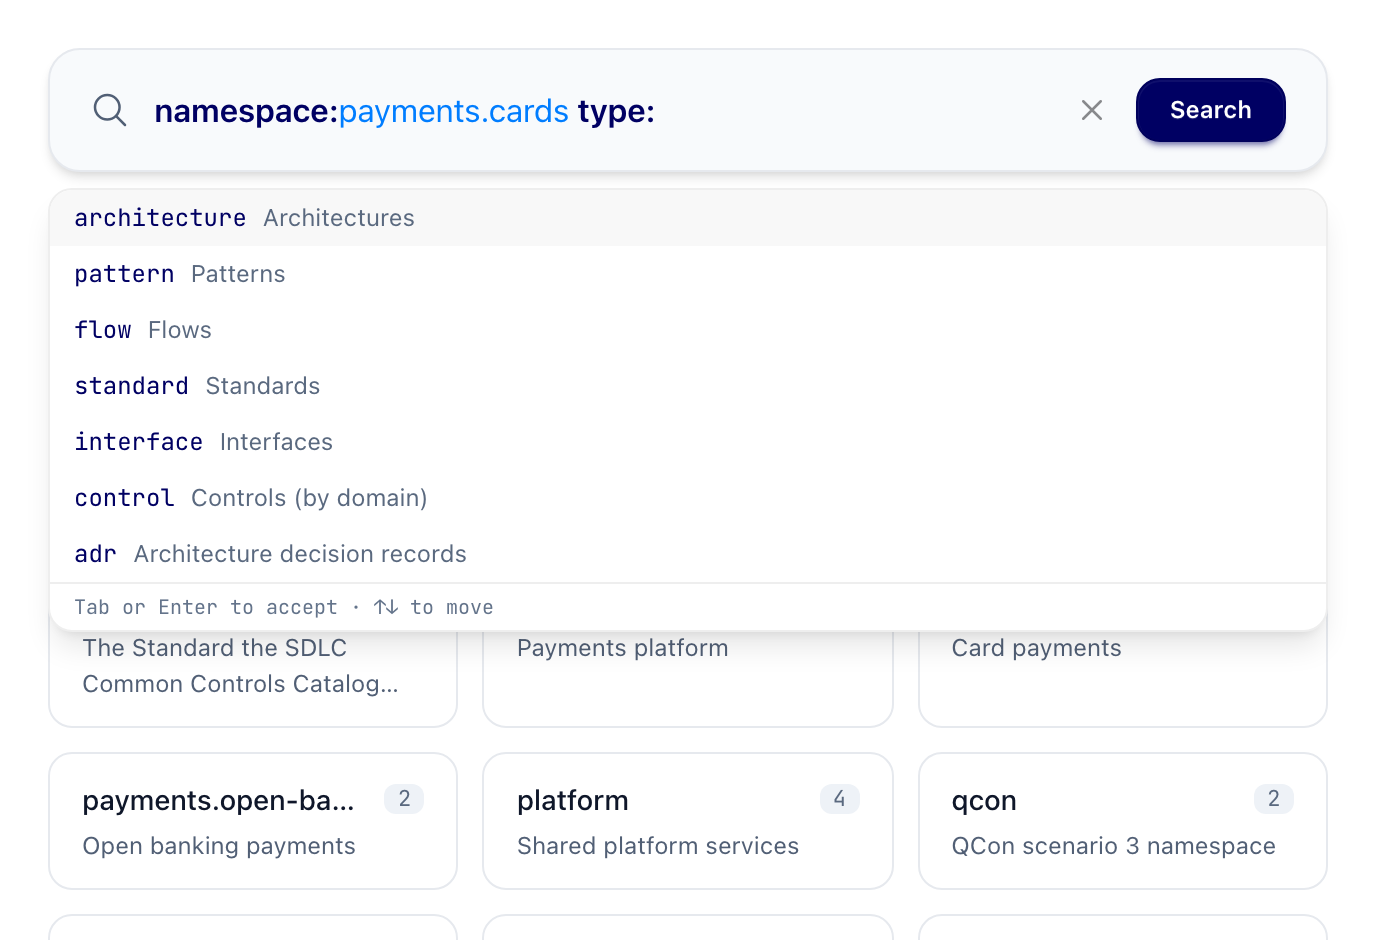 namespace:payments.cards type:
Search
architecture Architectures
pattern Patterns
flow Flows
standard Standards
interface Interfaces
control Controls (by domain)
adr Architecture decision records
Tab or Enter to accept · ↑↓ to move
The Standard the SDLC
Common Controls Catalog...
Payments platform
Card payments
payments.open-ba... 2
Open banking payments
platform 4
Shared platform services
qcon 2
QCon scenario 3 namespace